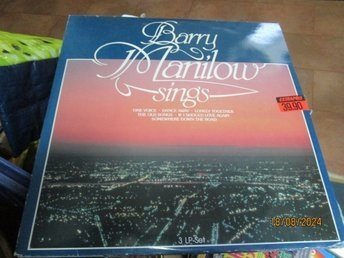 Barry
Manilow
sings
ONE VOICE · DANCE AWAY · LONELY TOGETHER
THE OLD SONGS · IF I SHOULD LOVE AGAIN
SOMEWHERE DOWN THE ROAD
39.90
3 LP-Set
18/08/2024